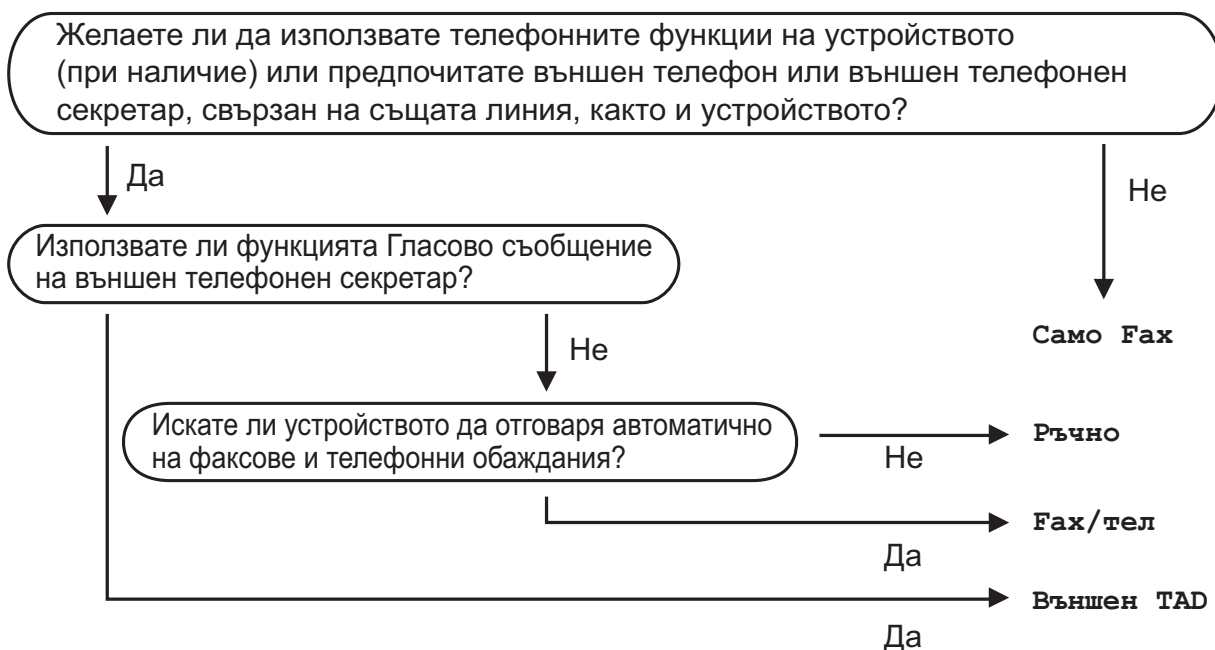 Желаете ли да използвате телефонните функции на устройството
(при наличие) или предпочитате външен телефон или външен телефонен
секретар, свързан на същата линия, както и устройството?
Да
Не
Използвате ли функцията Гласово съобщение
на външен телефонен секретар?
Не
Само Fax
Искате ли устройството да отговаря автоматично
на факсове и телефонни обаждания?
Не
Ръчно
Да
Fax/тел
Да
Външен TAD